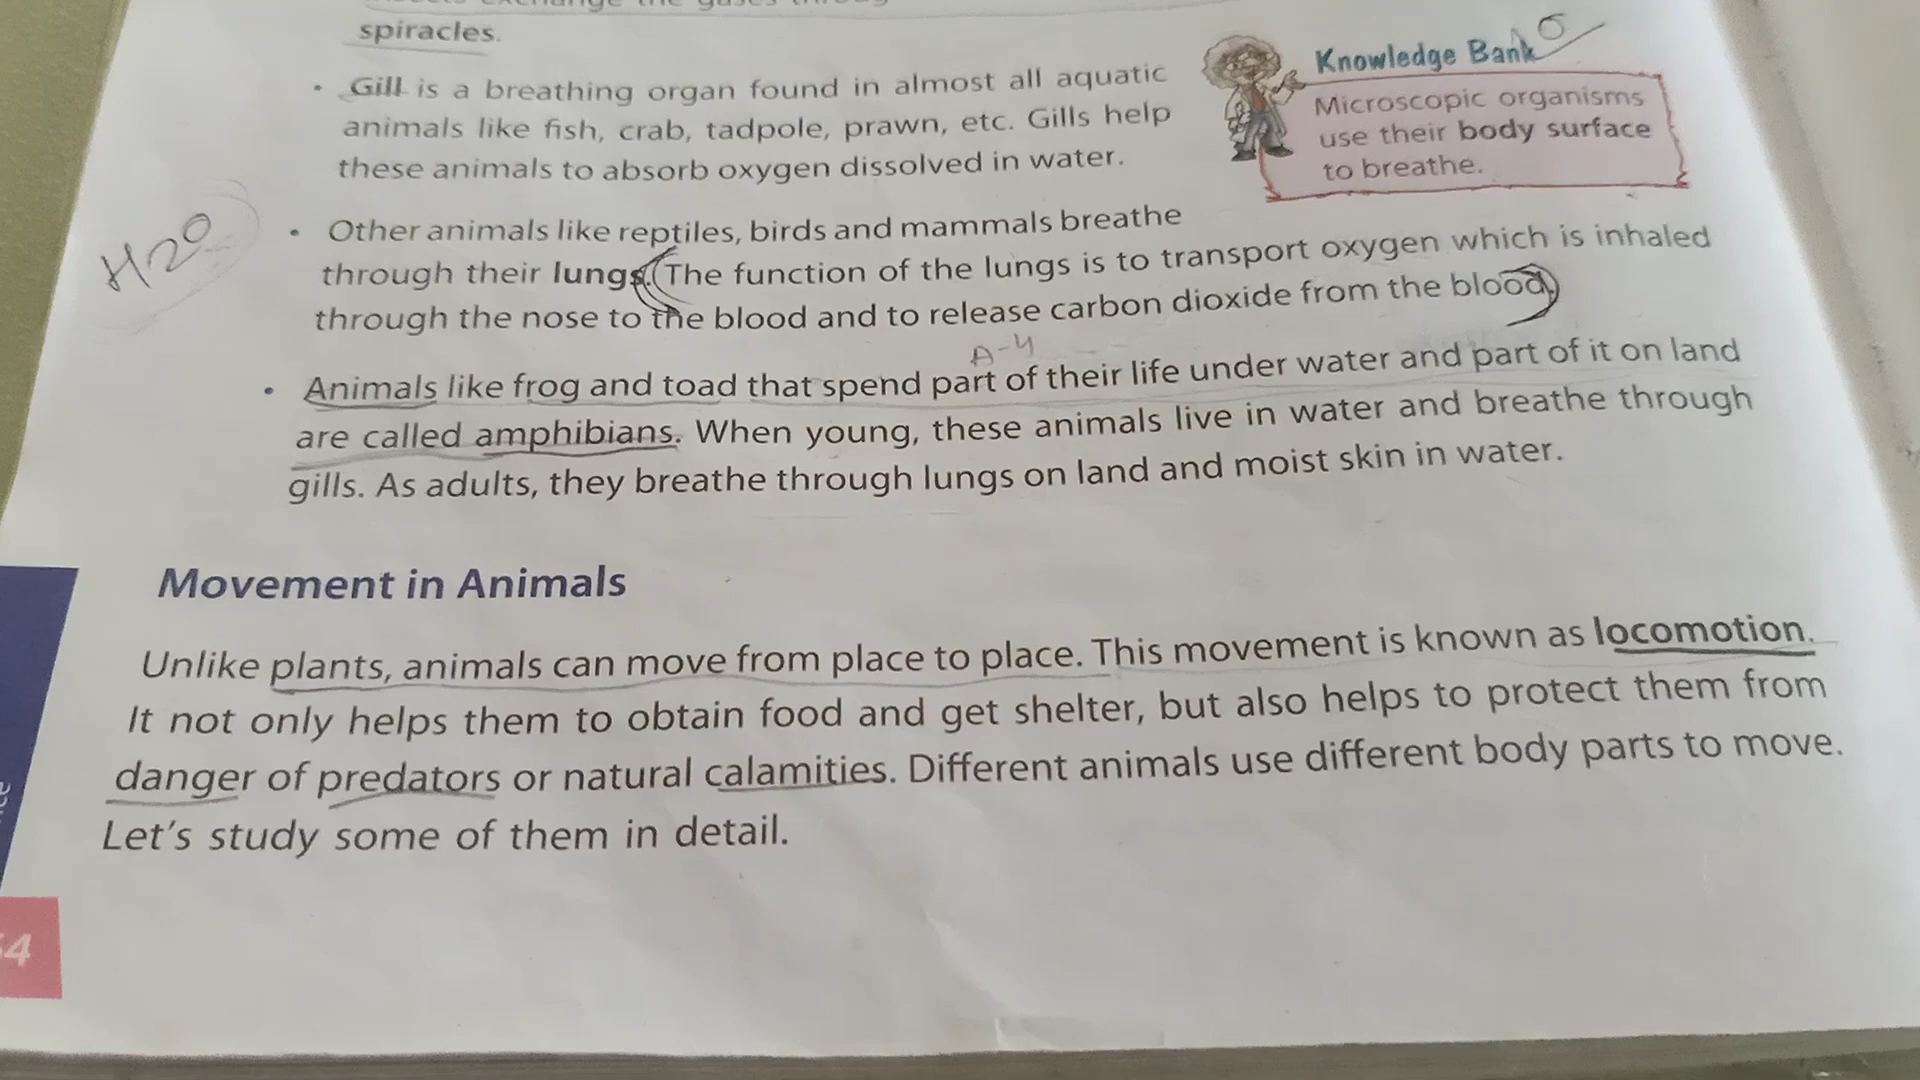 spiracles.
• Gill is a breathing organ found in almost all aquatic
animals like fish, crab, tadpole, prawn, etc. Gills help
these animals to absorb oxygen dissolved in water.
Knowledge Bank
Microscopic organisms
use their body surface
to breathe.
H2O
• Other animals like reptiles, birds and mammals breathe
through their lungs. The function of the lungs is to transport oxygen which is inhaled
through the nose to the blood and to release carbon dioxide from the blood.
A-4
• Animals like frog and toad that spend part of their life under water and part of it on land
are called amphibians. When young, these animals live in water and breathe through
gills. As adults, they breathe through lungs on land and moist skin in water.
Movement in Animals
Unlike plants, animals can move from place to place. This movement is known as locomotion.
It not only helps them to obtain food and get shelter, but also helps to protect them from
danger of predators or natural calamities. Different animals use different body parts to move.
Let's study some of them in detail.